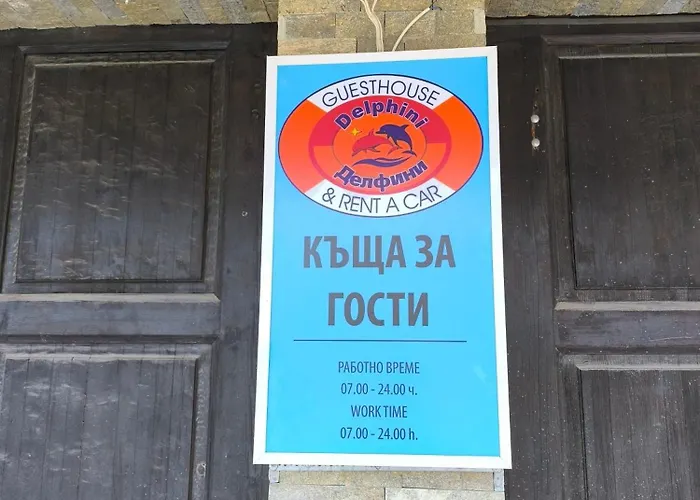 GUESTHOUSE
Delphini
Делфини
& RENT A CAR
КЪЩА ЗА
ГОСТИ
РАБОТНО ВРЕМЕ
07.00 - 24.00 ч.
WORK TIME
07.00 - 24.00 h.